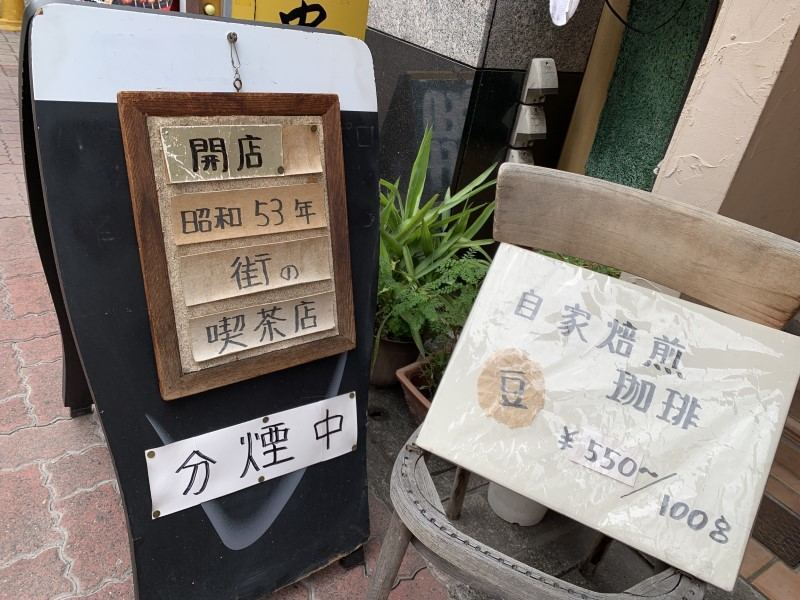 開店
昭和53年
街の
喫茶店
分煙中
自家焙煎
豆 珈琲
¥550~/100g